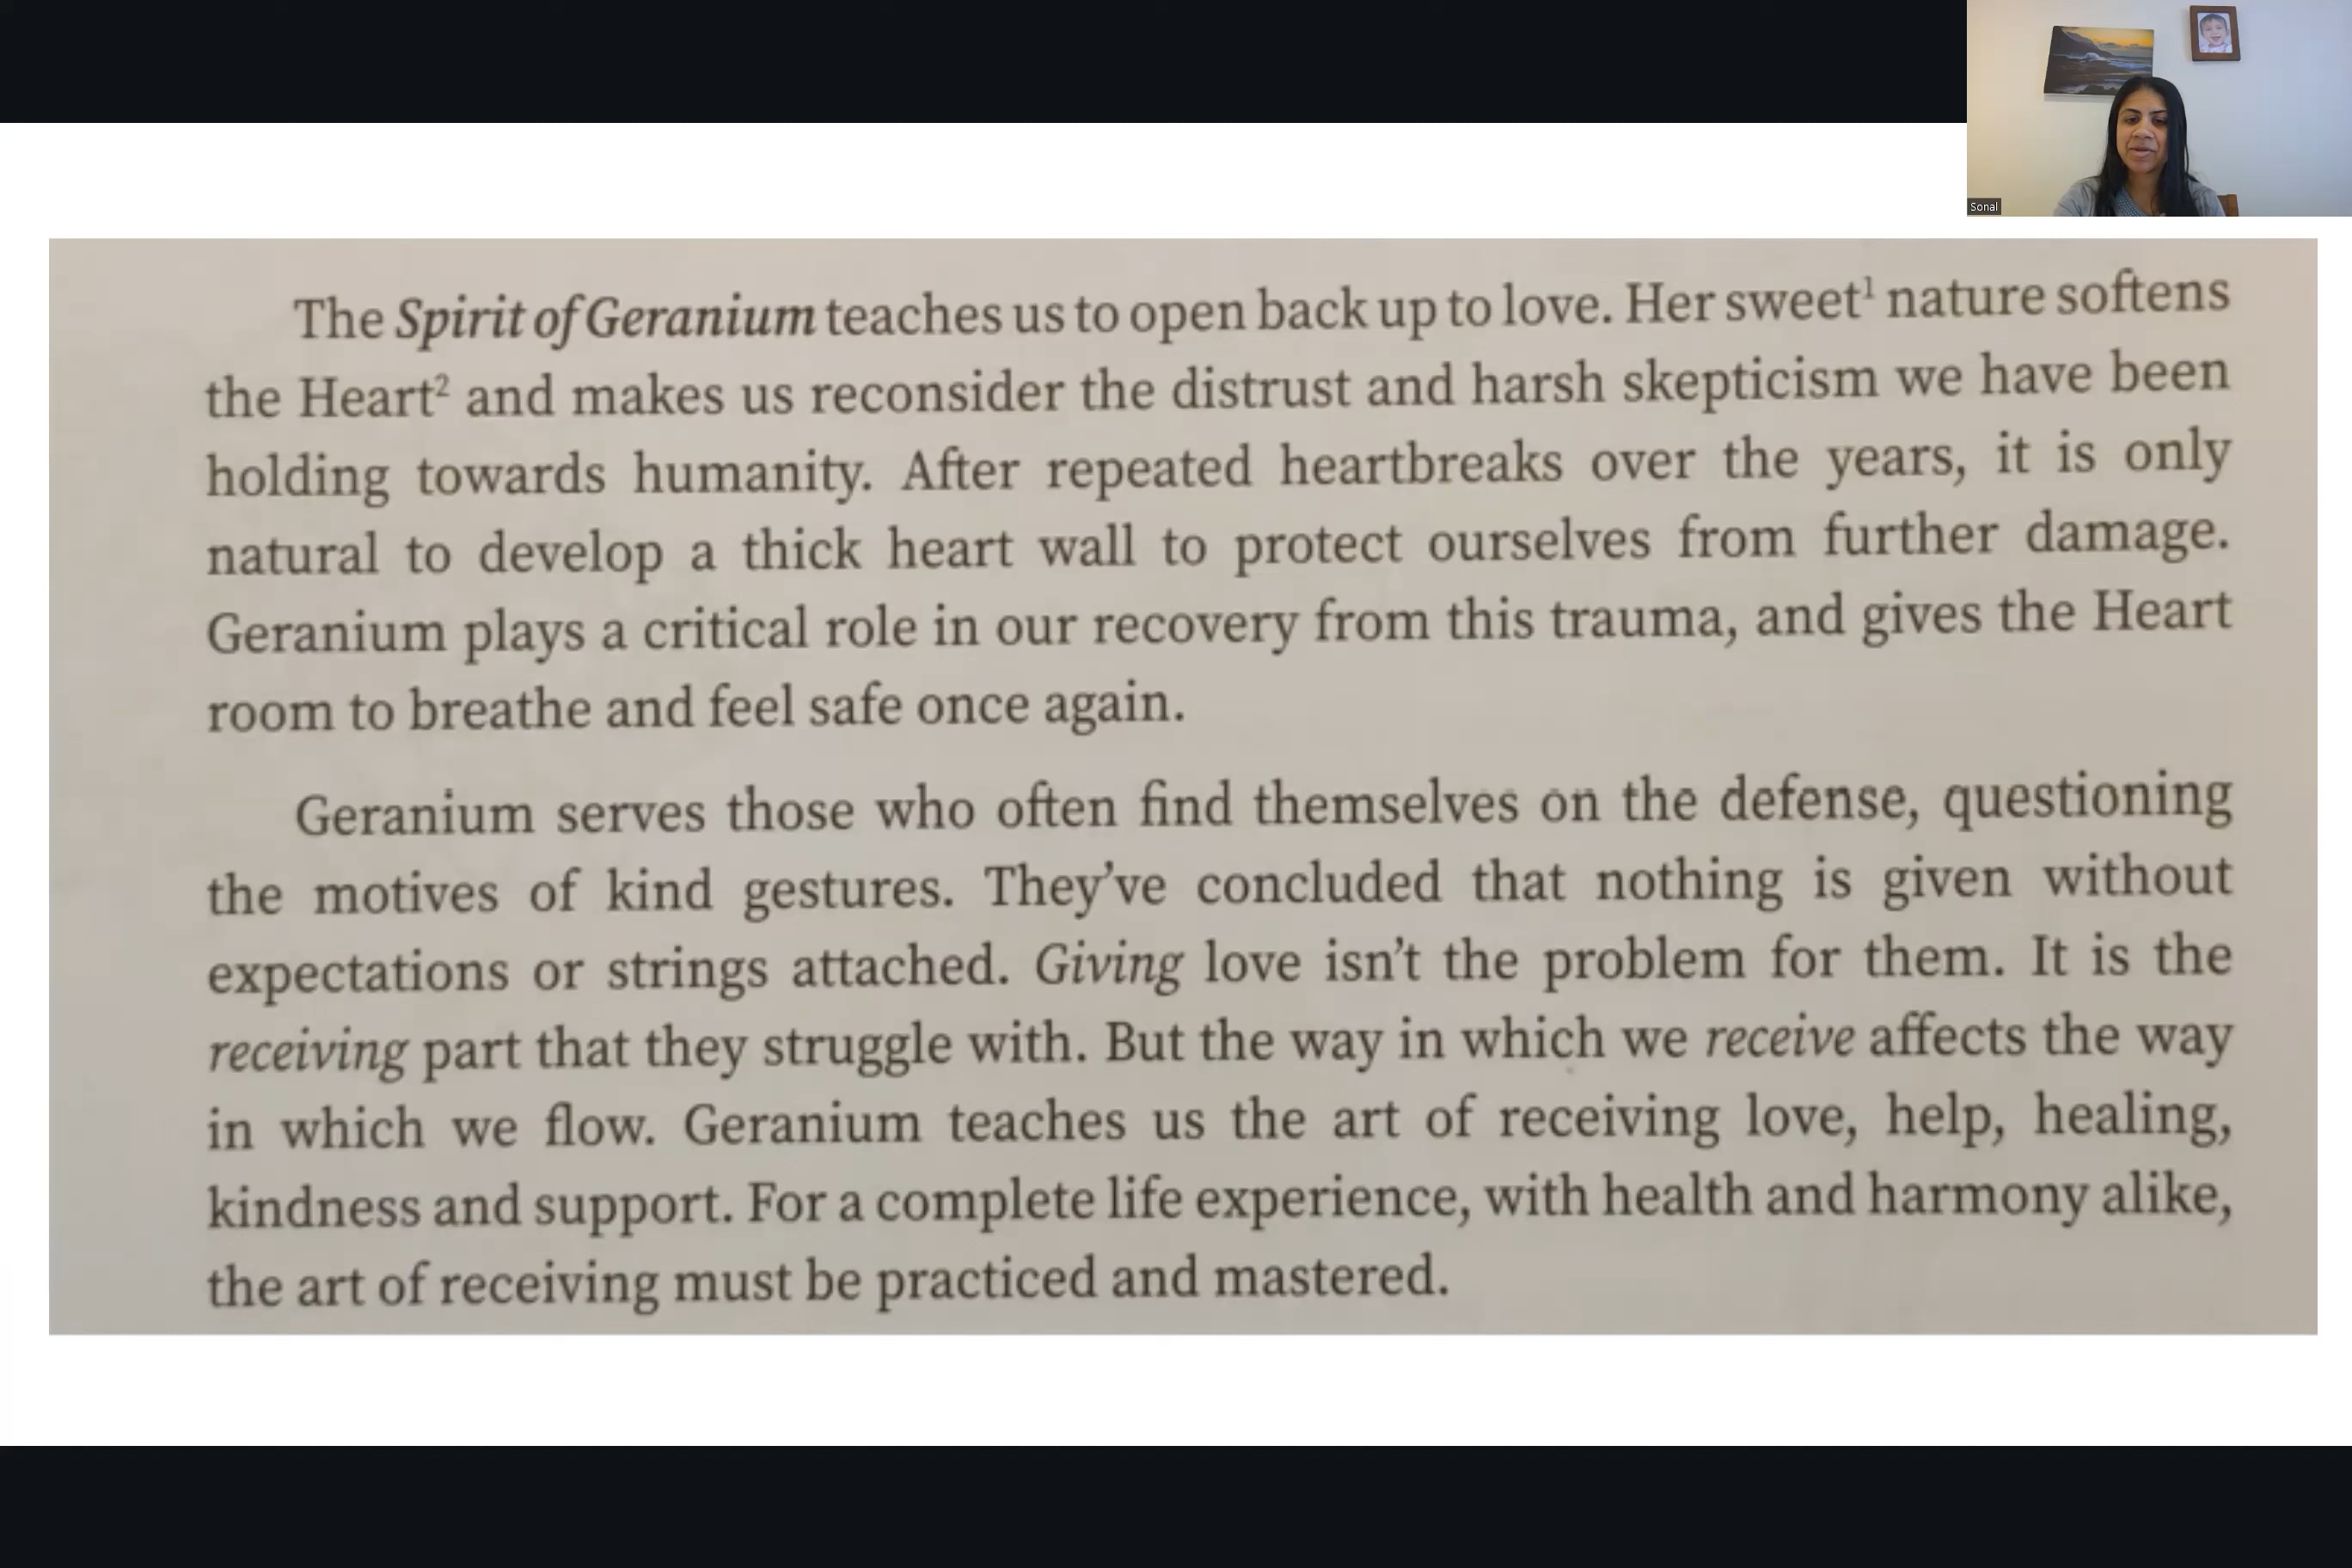 Sonal
The Spirit of Geranium teaches us to open back up to love. Her sweet¹ nature softens
the Heart² and makes us reconsider the distrust and harsh skepticism we have been
holding towards humanity. After repeated heartbreaks over the years, it is only
natural to develop a thick heart wall to protect ourselves from further damage.
Geranium plays a critical role in our recovery from this trauma, and gives the Heart
room to breathe and feel safe once again.
Geranium serves those who often find themselves on the defense, questioning
the motives of kind gestures. They’ve concluded that nothing is given without
expectations or strings attached. Giving love isn’t the problem for them. It is the
receiving part that they struggle with. But the way in which we receive affects the way
in which we flow. Geranium teaches us the art of receiving love, help, healing,
kindness and support. For a complete life experience, with health and harmony alike,
the art of receiving must be practiced and mastered.